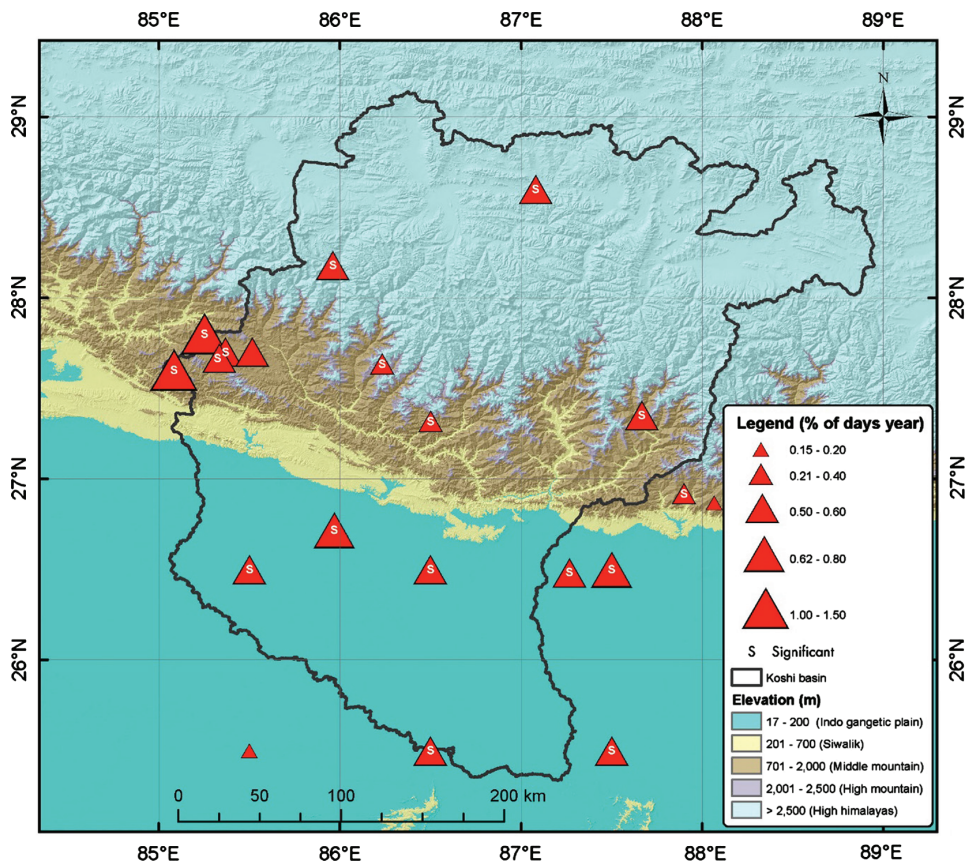 85°E 86°E 87°E 88°E 89°E
29°N 29°N
N
S
S
28°N 28°N
S
S
S
S
S
S
S
27°N 27°N
S
S
S
S
S
S
26°N 26°N
S
S
Legend (% of days year)
0.15 - 0.20
0.21 - 0.40
0.50 - 0.60
0.62 - 0.80
1.00 - 1.50
S Significant
Koshi basin
Elevation (m)
17 - 200 (Indo gangetic plain)
201 - 700 (Siwalik)
701 - 2,000 (Middle mountain)
2,001 - 2,500 (High mountain)
> 2,500 (High himalayas)
0 50 100 200 km
85°E 86°E 87°E 88°E 89°E